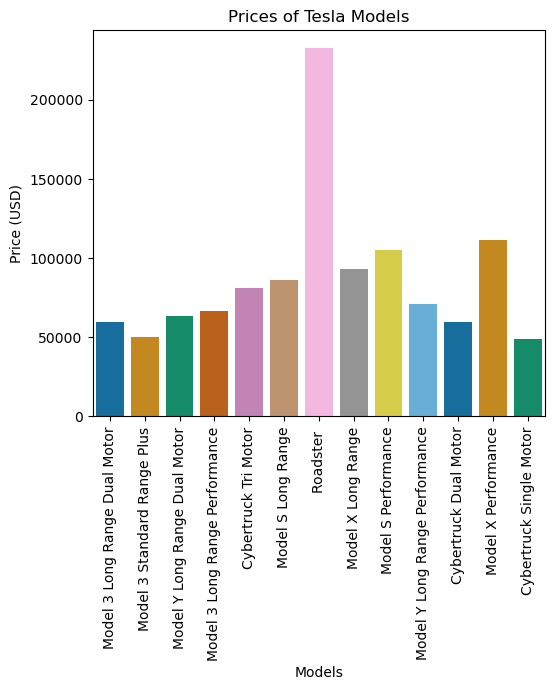 Prices of Tesla Models
Price (USD)
200000
150000
100000
50000
0
Model 3 Long Range Dual Motor
Model 3 Standard Range Plus
Model Y Long Range Dual Motor
Model 3 Long Range Performance
Cybertruck Tri Motor
Model S Long Range
Roadster
Model X Long Range
Model S Performance
Model Y Long Range Performance
Cybertruck Dual Motor
Model X Performance
Cybertruck Single Motor
Models